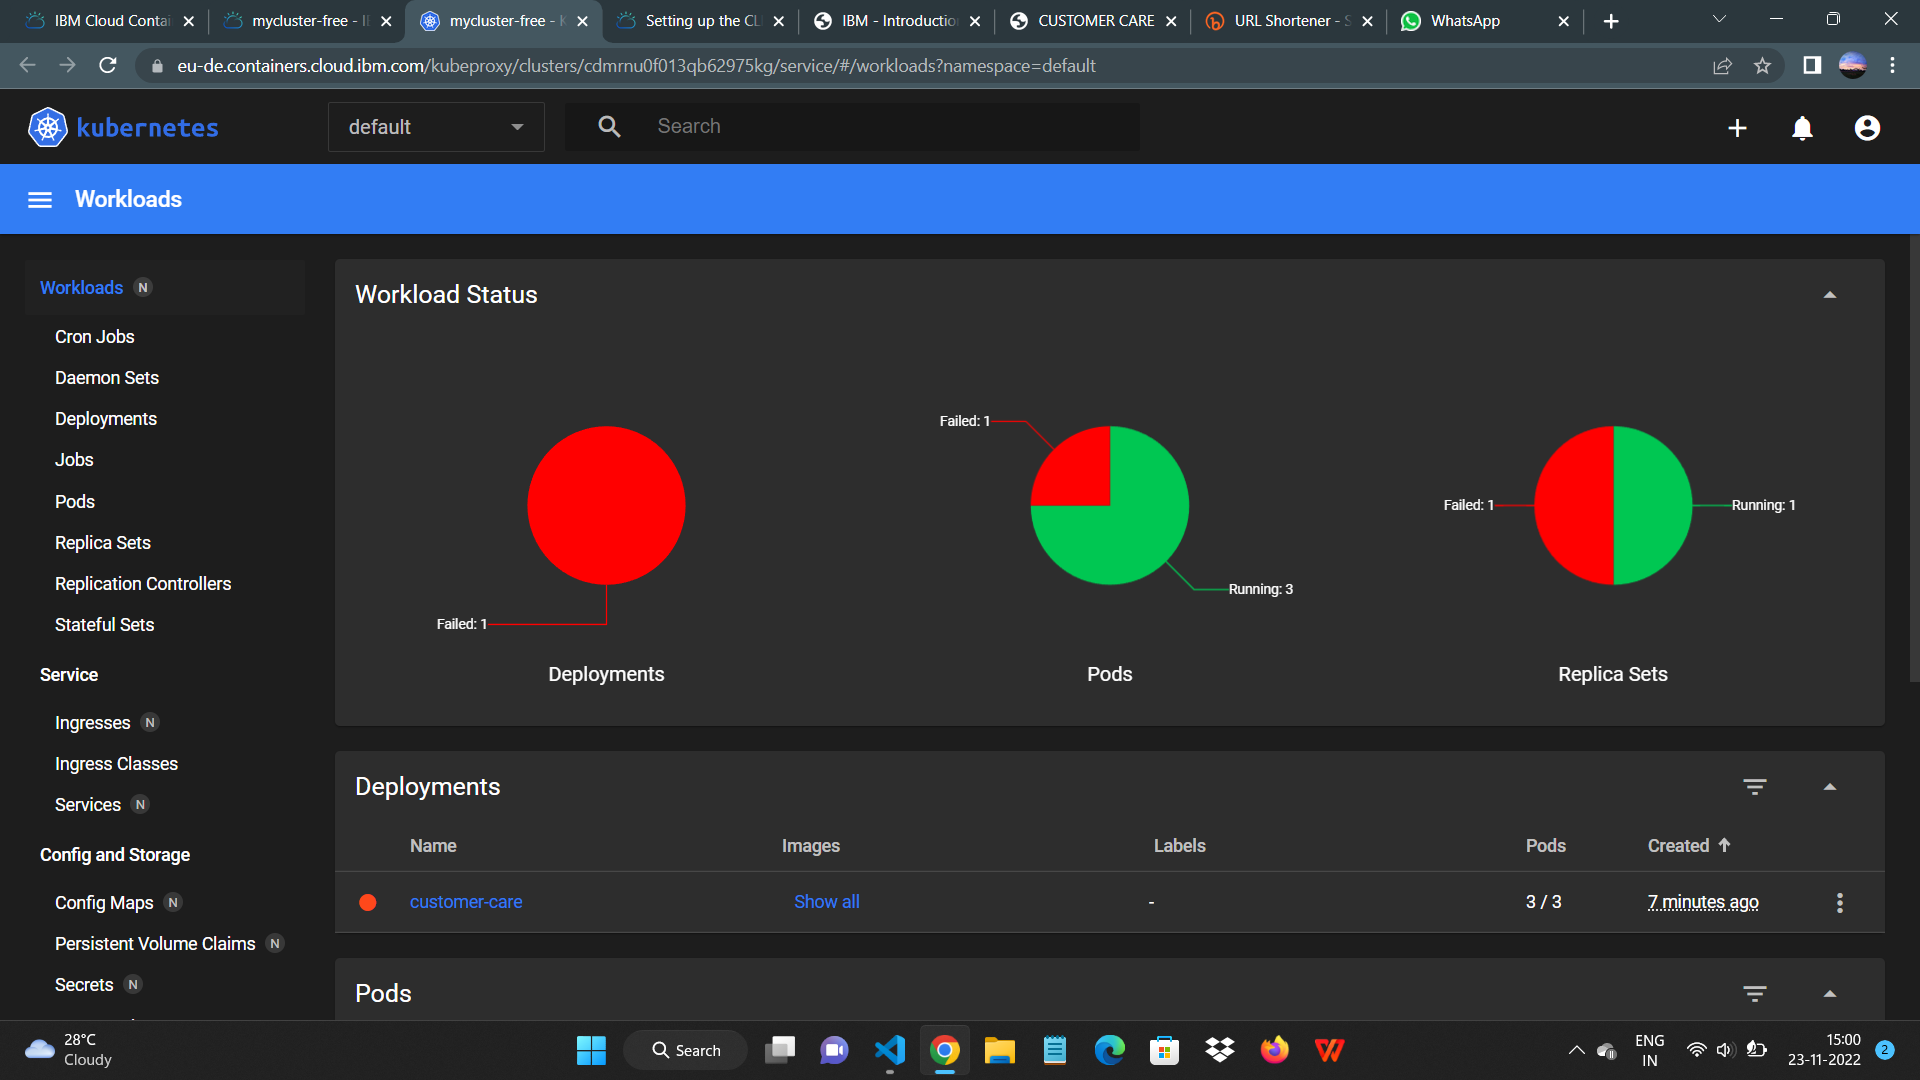 IBM Cloud Contai
mycluster-free - I
mycluster-free - K
Setting up the CL
IBM - Introduction
CUSTOMER CARE
URL Shortener - S
WhatsApp
eu-de.containers.cloud.ibm.com/kubeproxy/clusters/cdmrnu0f013qb62975kg/service/#/workloads?namespace=default
kubernetes
default
Search
Workloads
Workloads N
Cron Jobs
Daemon Sets
Deployments
Jobs
Pods
Replica Sets
Replication Controllers
Stateful Sets
Service
Ingresses N
Ingress Classes
Services N
Config and Storage
Config Maps N
Persistent Volume Claims N
Secrets N
Workload Status
Failed: 1
Deployments
Failed: 1
Running: 3
Pods
Failed: 1
Running: 1
Replica Sets
Deployments
Name Images Labels Pods Created
customer-care Show all - 3 / 3 7 minutes ago
Pods
28°C
Cloudy
Search
ENG
IN
15:00
23-11-2022
2